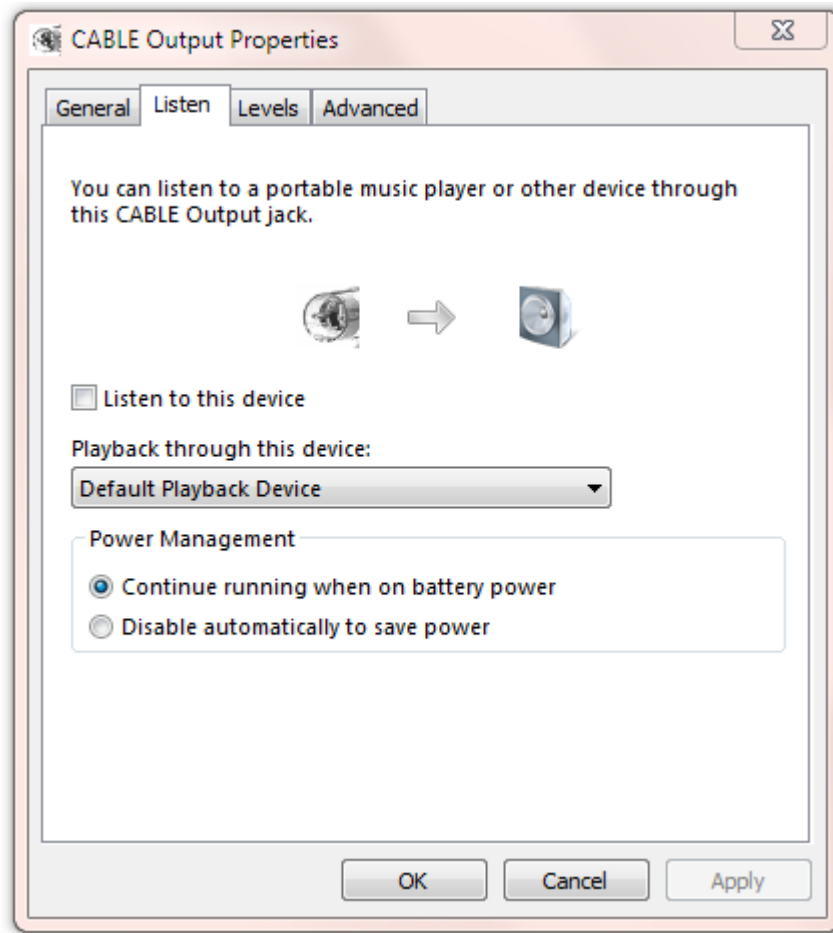 CABLE Output Properties
General Listen Levels Advanced
You can listen to a portable music player or other device through
this CABLE Output jack.
Listen to this device
Playback through this device:
Default Playback Device
Power Management
Continue running when on battery power
Disable automatically to save power
OK Cancel Apply